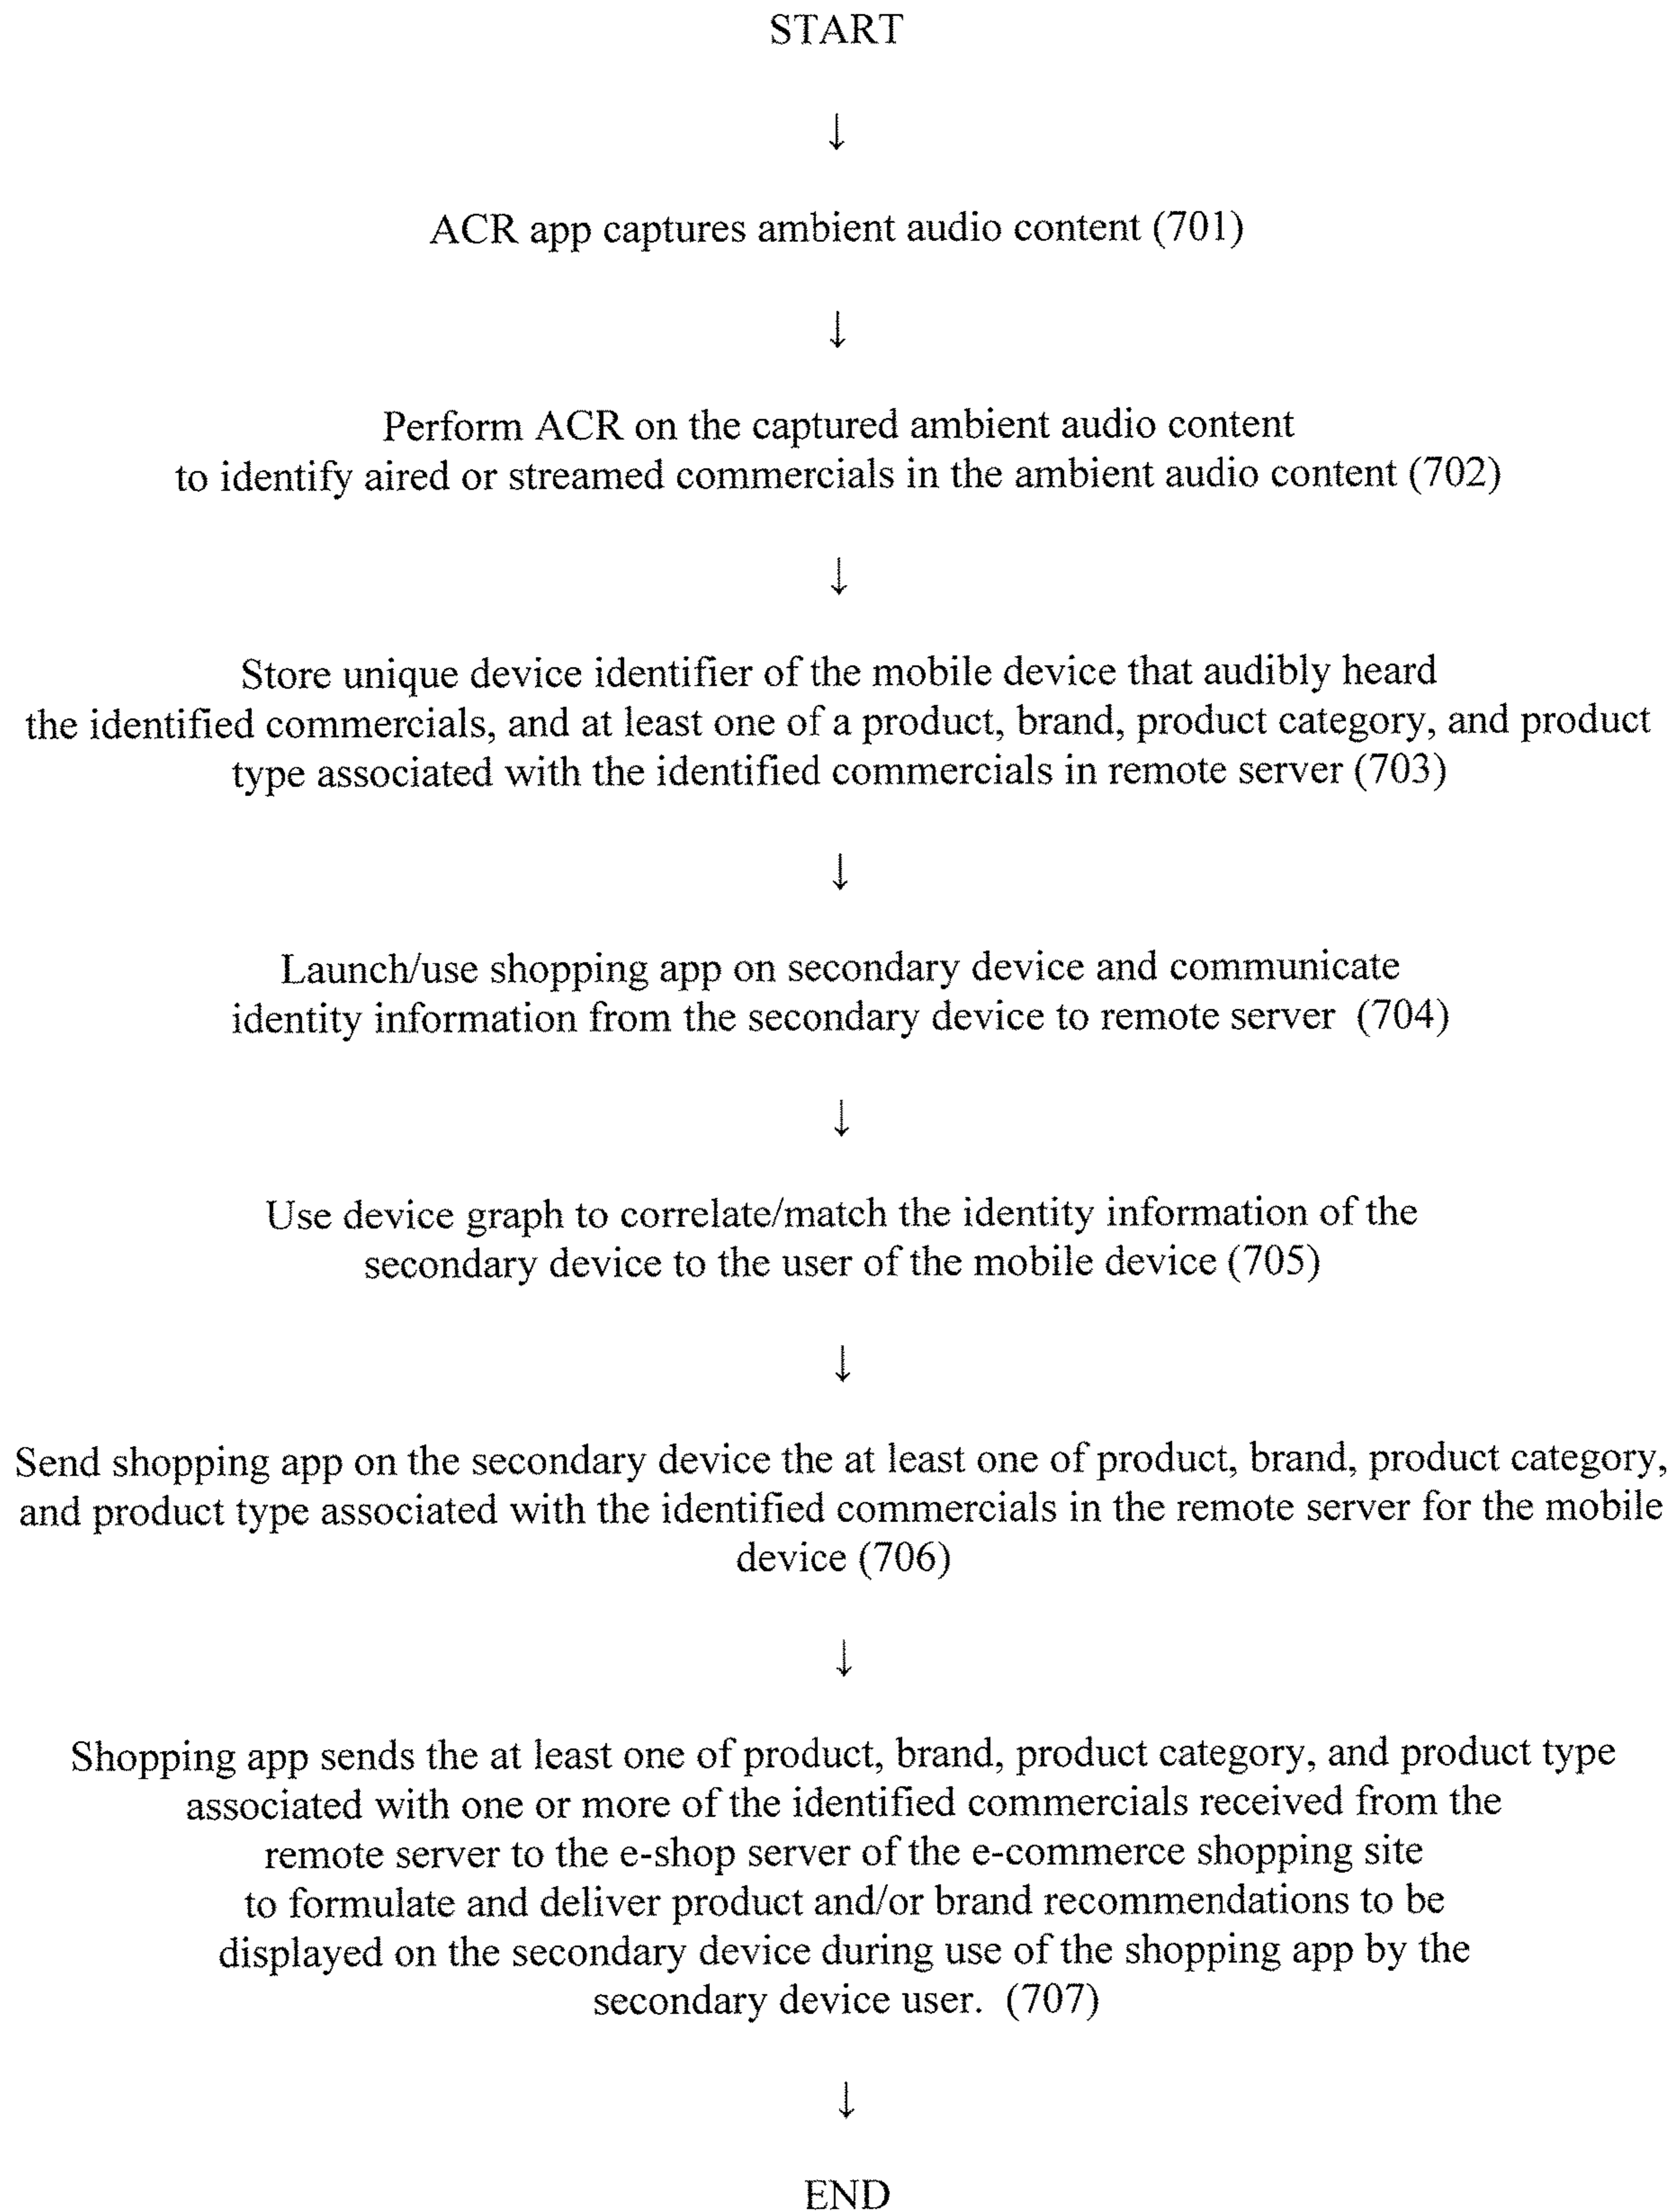 START
↓
ACR app captures ambient audio content (701)
↓
Perform ACR on the captured ambient audio content
to identify aired or streamed commercials in the ambient audio content (702)
↓
Store unique device identifier of the mobile device that audibly heard
the identified commercials, and at least one of a product, brand, product category, and product
type associated with the identified commercials in remote server (703)
↓
Launch/use shopping app on secondary device and communicate
identity information from the secondary device to remote server (704)
↓
Use device graph to correlate/match the identity information of the
secondary device to the user of the mobile device (705)
↓
Send shopping app on the secondary device the at least one of product, brand, product category,
and product type associated with the identified commercials in the remote server for the mobile
device (706)
↓
Shopping app sends the at least one of product, brand, product category, and product type
associated with one or more of the identified commercials received from the
remote server to the e-shop server of the e-commerce shopping site
to formulate and deliver product and/or brand recommendations to be
displayed on the secondary device during use of the shopping app by the
secondary device user. (707)
↓
END